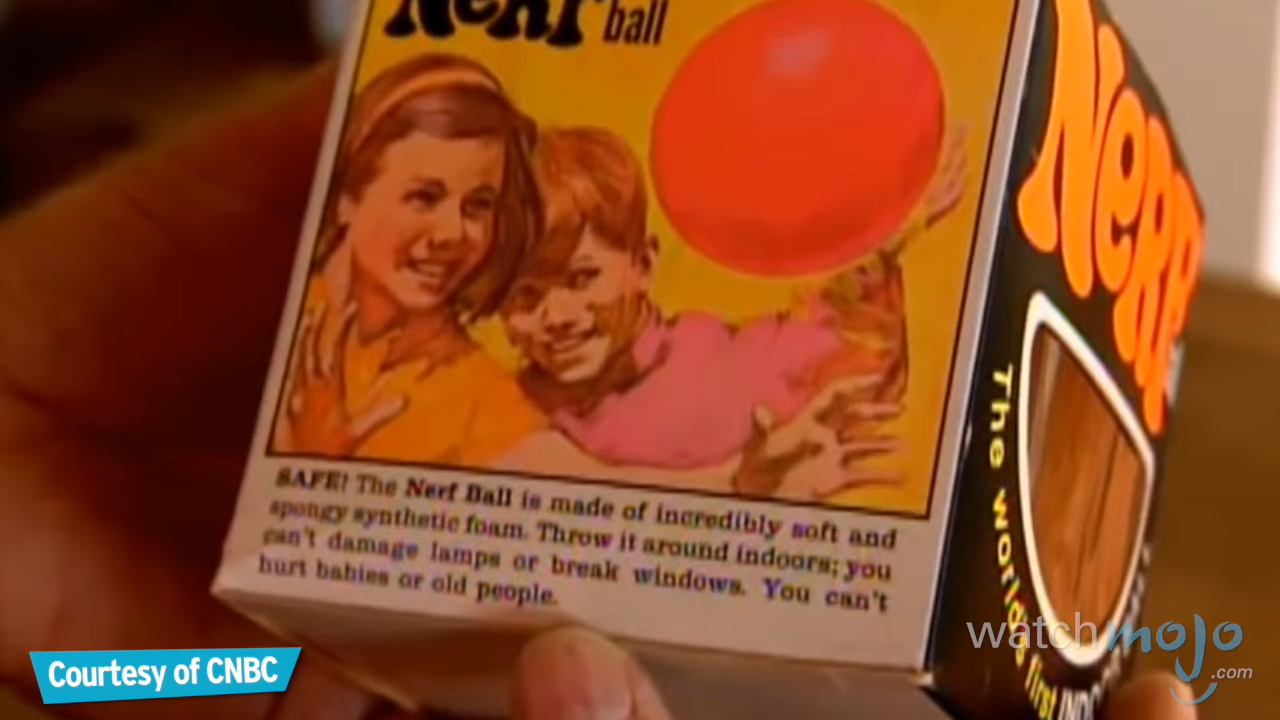 Nerf ball
SAFE! The Nerf Ball is made of incredibly soft and
spongy synthetic foam. Throw it around indoors; you
can't damage lamps or break windows. You can't
hurt babies or old people.
Nerf
The world's first INDO
Courtesy of CNBC
watchmojo
.com